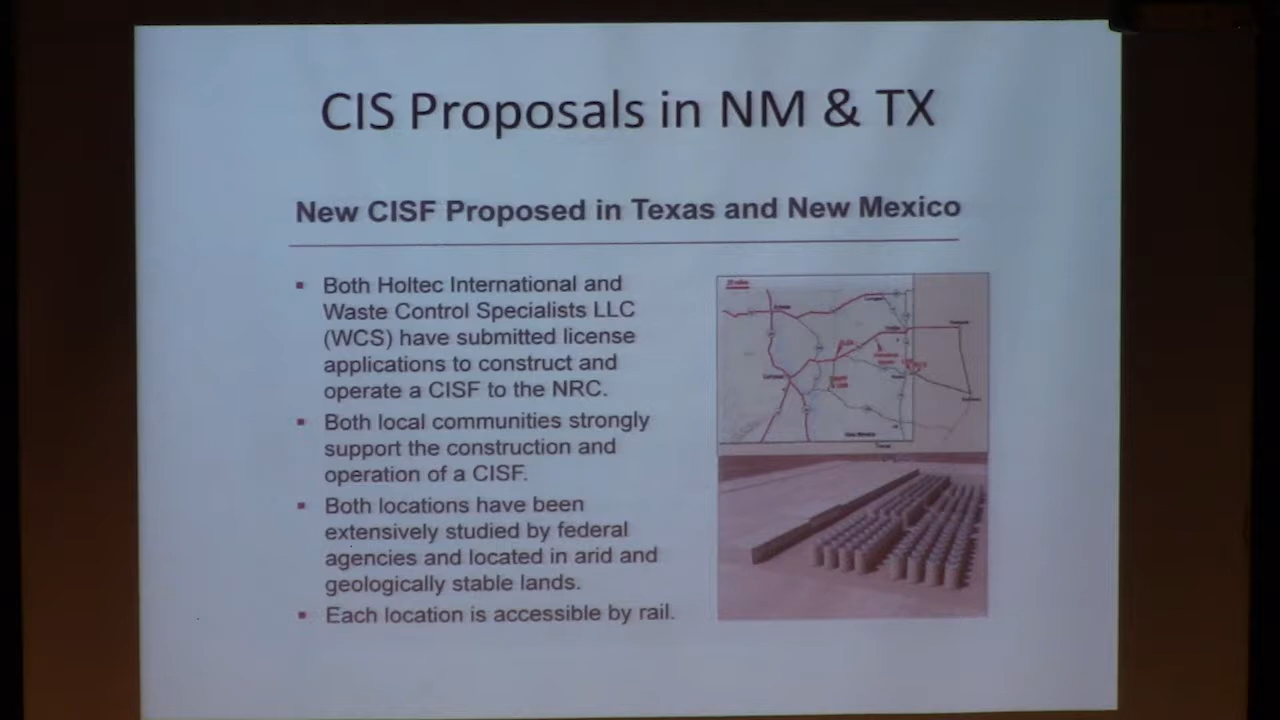 CIS Proposals in NM & TX
New CISF Proposed in Texas and New Mexico
▪ Both Holtec International and
Waste Control Specialists LLC
(WCS) have submitted license
applications to construct and
operate a CISF to the NRC.
▪ Both local communities strongly
support the construction and
operation of a CISF.
▪ Both locations have been
extensively studied by federal
agencies and located in arid and
geologically stable lands.
▪ Each location is accessible by rail.
New Mexico
Texas